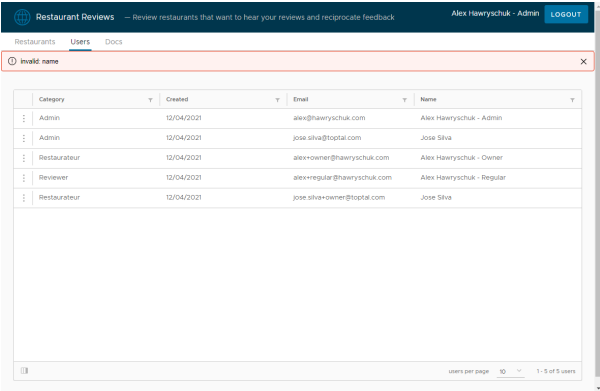 Restaurant Reviews — Review restaurants that want to hear your reviews and reciprocate feedback Alex Hawryschuk - Admin LOGOUT
Restaurants Users Docs
invalid: name
Category Created Email Name
Admin 12/04/2021 alex@hawryschuk.com Alex Hawryschuk - Admin
Admin 12/04/2021 jose.silva@toptal.com Jose Silva
Restaurateur 12/04/2021 alex+owner@hawryschuk.com Alex Hawryschuk - Owner
Reviewer 12/04/2021 alex+regular@hawryschuk.com Alex Hawryschuk - Regular
Restaurateur 12/04/2021 jose.silva+owner@toptal.com Jose Silva
users per page 10 1 - 5 of 5 users